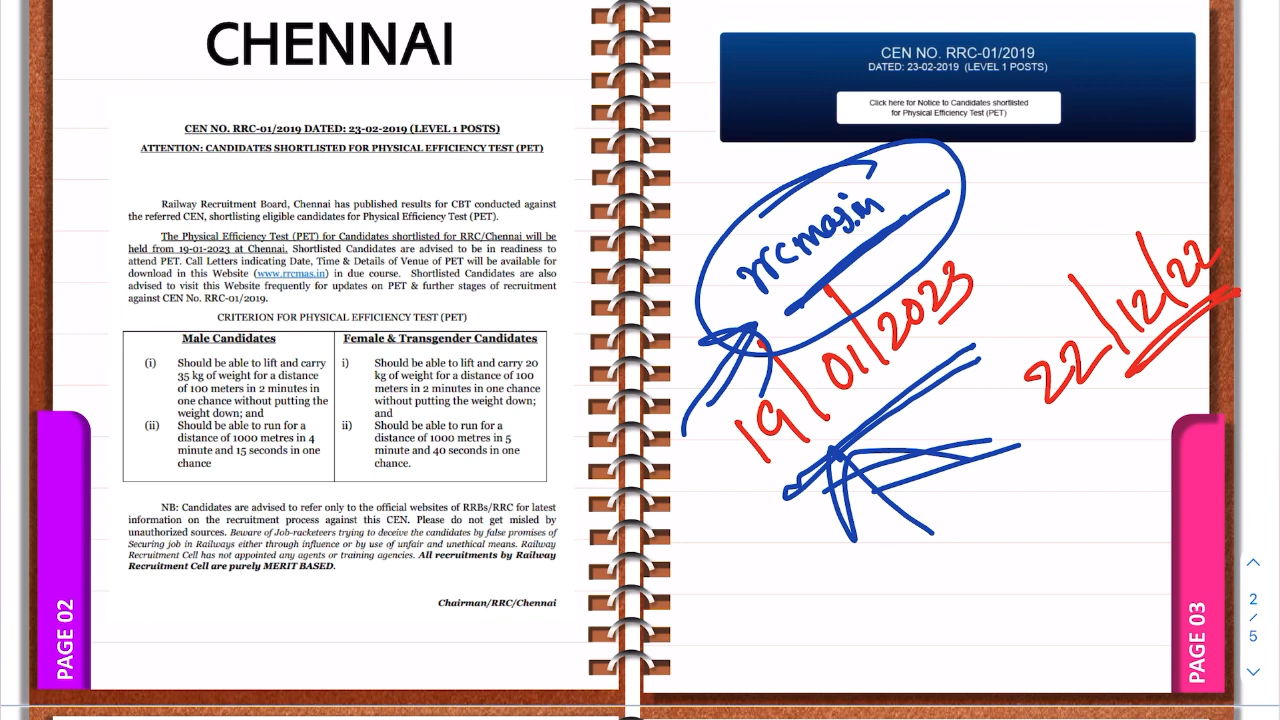 CHENNAI
CEN NO. RRC-01/2019 DATED: 23-02-2019 (LEVEL 1 POSTS)
ATTENTION: CANDIDATES SHORTLISTED FOR PHYSICAL EFFICIENCY TEST (PET)
Railway Recruitment Board, Chennai has published results for CBT conducted against
the referred CEN, shortlisting eligible candidates for Physical Efficiency Test (PET).
The Physical Efficiency Test (PET) for Candidates shortlisted for RRC/Chennai will be
held from 19-01-2023 at Chennai. Shortlisted Candidates are advised to be in readiness to
attend PET. Call Letters indicating Date, Time & Details of Venue of PET will be available for
download in this Website (www.rrcmas.in) in due course. Shortlisted Candidates are also
advised to visit this Website frequently for updates on PET & further stages of recruitment
against CEN No. RRC-01/2019.
CRITERION FOR PHYSICAL EFFICIENCY TEST (PET)
Male Candidates
(i) Should be able to lift and carry
35 kg of weight for a distance
of 100 meters in 2 minutes in
one chance without putting the
weight down; and
(ii) Should be able to run for a
distance of 1000 metres in 4
minute and 15 seconds in one
chance
Female & Transgender Candidates
i) Should be able to lift and carry 20
kg of weight for a distance of 100
meters in 2 minutes in one chance
without putting the weight down;
and
ii) Should be able to run for a
distance of 1000 metres in 5
minute and 40 seconds in one
chance.
NB: Candidates are advised to refer only to the official websites of RRBs/RRC for latest
information on the recruitment process against this CEN. Please do not get misled by
unauthorized sources. Beware of Job-racketeers trying to deceive the candidates by false promises of
Securing job in Railways either through influence or by use of unfair and unethical means. Railway
Recruitment Cell has not appointed any agents or training agencies. All recruitments by Railway
Recruitment Cell are purely MERIT BASED.
Chairman/RRC/Chennai
PAGE 02
CEN NO. RRC-01/2019
DATED: 23-02-2019 (LEVEL 1 POSTS)
Click here for Notice to Candidates shortlisted
for Physical Efficiency Test (PET)
rrcmas.in
19/01/2023
22/12/22
PAGE 03
2
/
5